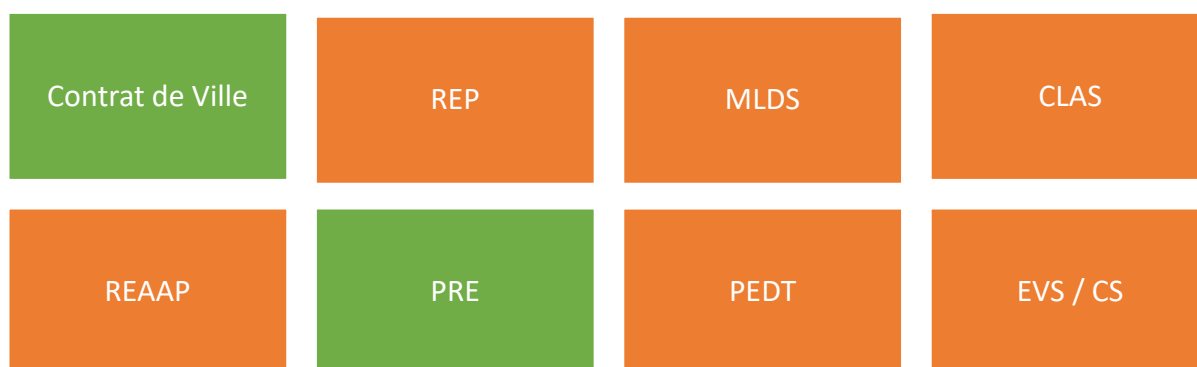 Contrat de Ville
REP
MLDS
CLAS
REAAP
PRE
PEDT
EVS / CS